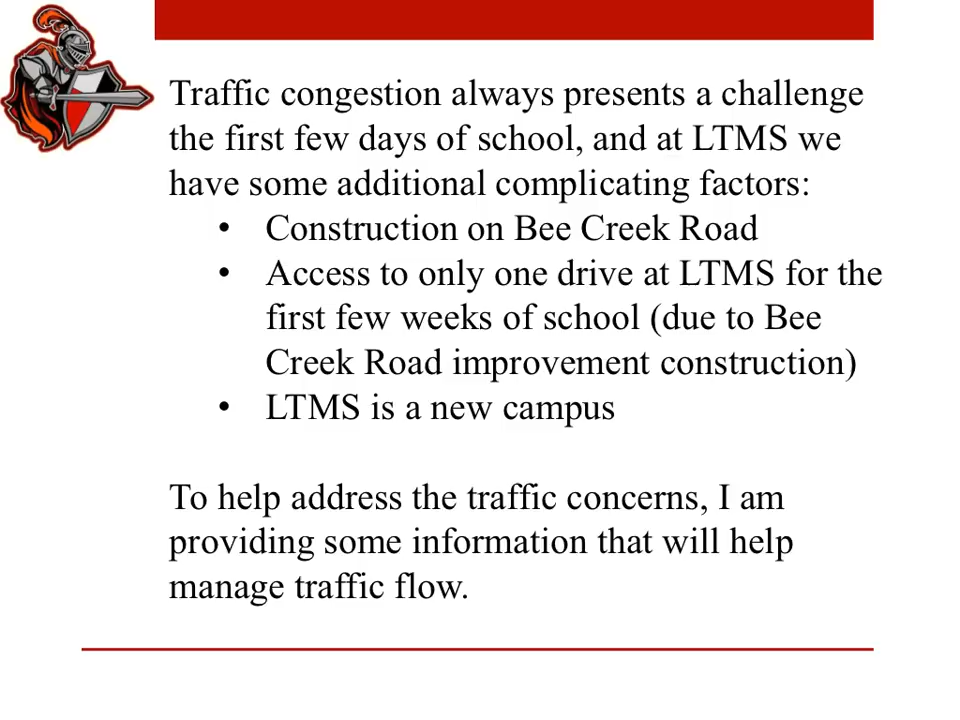 Traffic congestion always presents a challenge
the first few days of school, and at LTMS we
have some additional complicating factors:
• Construction on Bee Creek Road
• Access to only one drive at LTMS for the
first few weeks of school (due to Bee
Creek Road improvement construction)
• LTMS is a new campus
To help address the traffic concerns, I am
providing some information that will help
manage traffic flow.